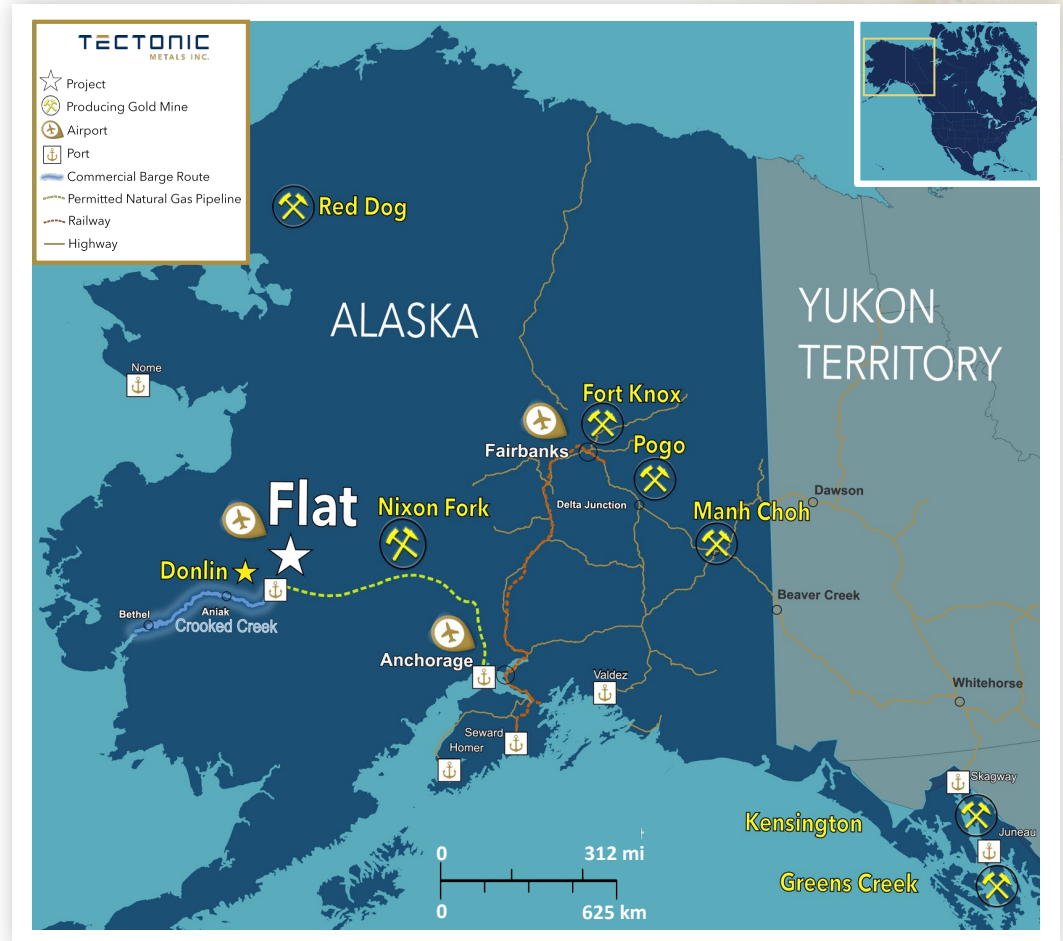 TECTONIC
METALS INC.
Project
Producing Gold Mine
Airport
Port
Commercial Barge Route
Permitted Natural Gas Pipeline
Railway
Highway
Red Dog
ALASKA
YUKON
TERRITORY
Nome
Fort Knox
Fairbanks
Pogo
Flat
Nixon Fork
Delta Junction
Manh Choh
Dawson
Donlin
Beaver Creek
Bethel
Aniak
Crooked Creek
Anchorage
Valdez
Whitehorse
Seward
Homer
Skagway
Kensington
Juneau
Greens Creek
0 312 mi
0 625 km